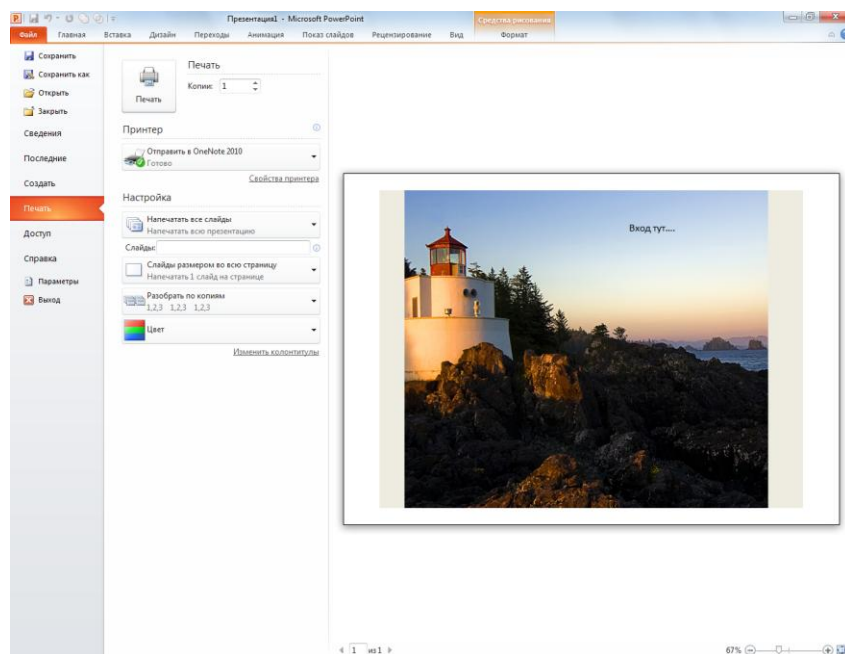 Презентация1 - Microsoft PowerPoint
Средства рисования
Файл Главная Вставка Дизайн Переходы Анимация Показ слайдов Рецензирование Вид Формат
Сохранить
Сохранить как
Открыть
Закрыть
Сведения
Последние
Создать
Печать
Доступ
Справка
Параметры
Выход
Печать
Копии: 1
Печать
Принтер
Отправить в OneNote 2010
Готово
Свойства принтера
Настройка
Напечатать все слайды
Напечатать всю презентацию
Слайды:
Слайды размером во всю страницу
Напечатать 1 слайд на странице
Разобрать по копиям
1,2,3 1,2,3 1,2,3
Цвет
Изменить колонтитулы
Вход тут....
1 из 1
67%